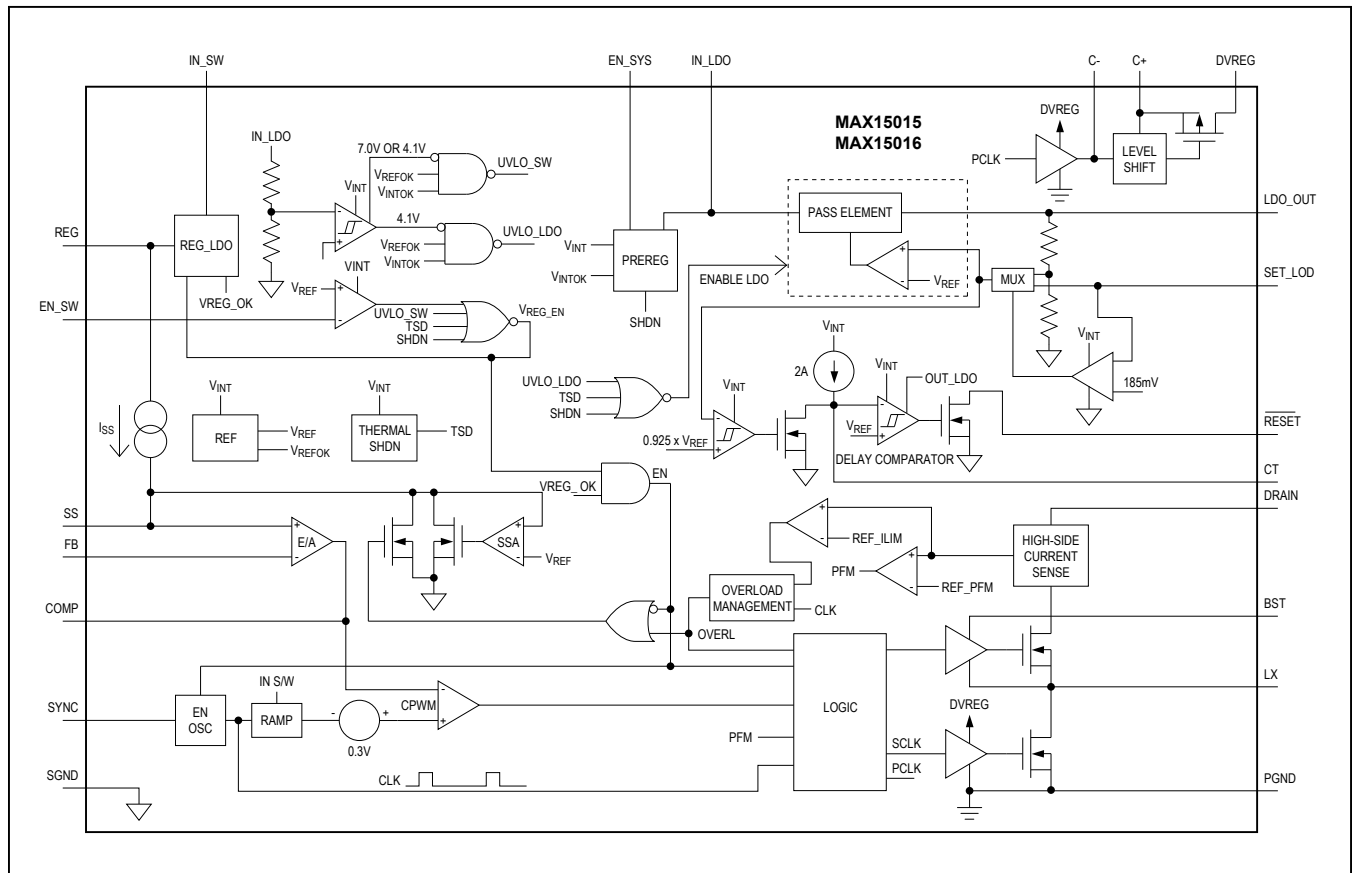 IN_SW
EN_SYS
IN_LDO
C-
C+
DVREG
MAX15015
MAX15016
IN_LDO
7.0V OR 4.1V
UVLO_SW
VREFOK
VINTOK
VINT
DVREG
PCLK
LEVEL
SHIFT
REG
REG_LDO
4.1V
UVLO_LDO
VREFOK
VINTOK
VREG_OK
VINT
VINT
VINTOK
PREREG
SHDN
ENABLE LDO
PASS ELEMENT
VREF
LDO_OUT
MUX
SET_LOD
EN_SW
VREF
UVLO_SW
TSD
SHDN
VREG_EN
VINT
185mV
ISS
VINT
REF
VREF
VREFOK
VINT
THERMAL
SHDN
TSD
UVLO_LDO
TSD
SHDN
VINT
0.925 x VREF
VINT
2A
VINT
OUT_LDO
VREF
DELAY COMPARATOR
RESET
CT
VREG_OK
EN
DRAIN
SS
FB
+
-
E/A
SSA
+
-
VREF
+
-
REF_ILIM
PFM
+
-
REF_PFM
HIGH-SIDE
CURRENT
SENSE
OVERLOAD
MANAGEMENT
CLK
COMP
OVERL
BST
LX
IN S/W
SYNC
EN
OSC
RAMP
-
+
0.3V
CPWM
-
+
LOGIC
PFM
DVREG
SCLK
PCLK
SGND
CLK
PGND